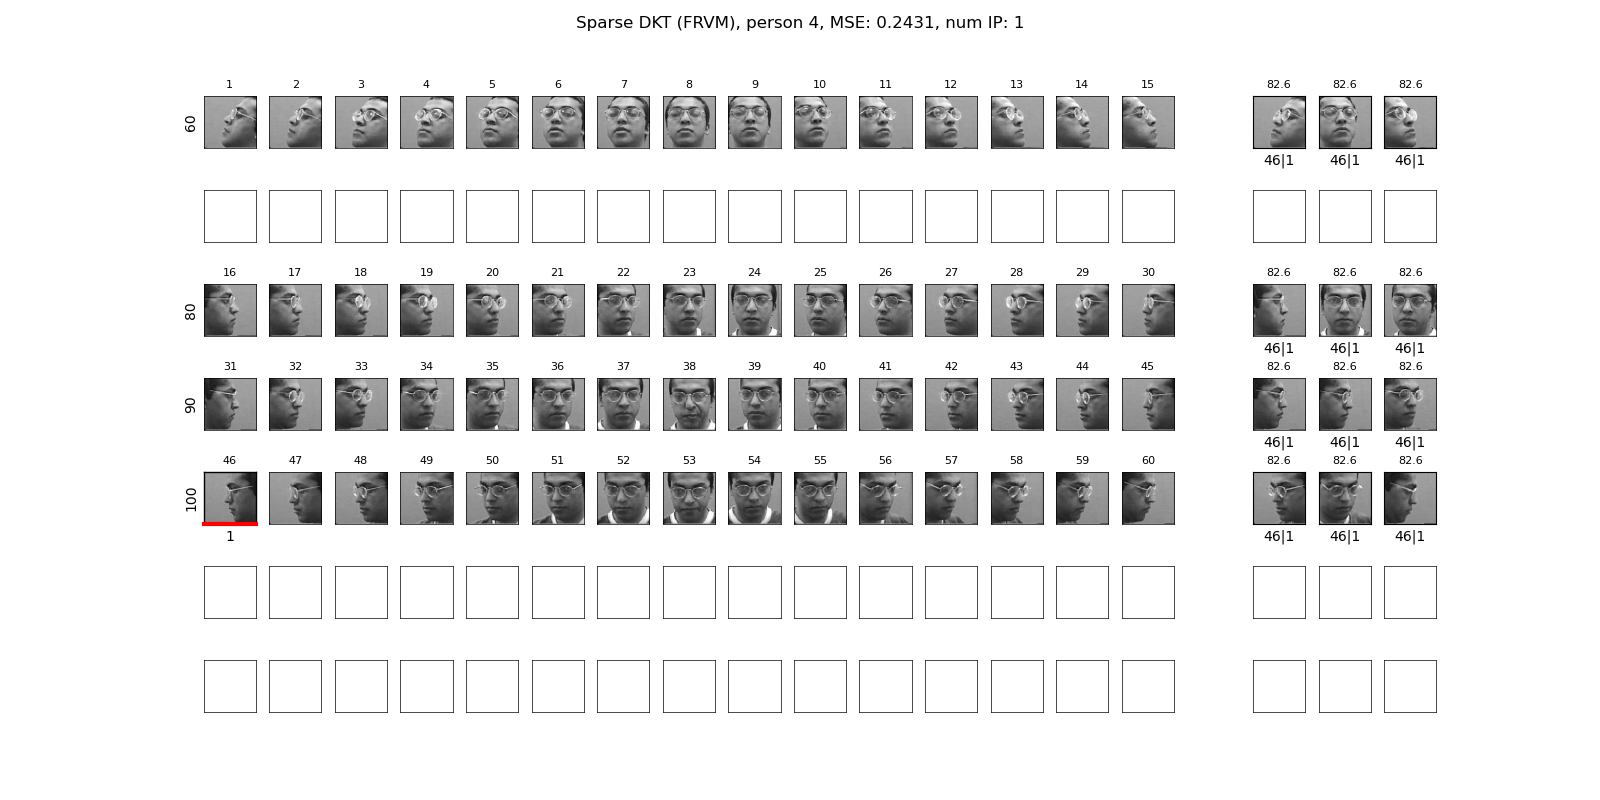 Sparse DKT (FRVM), person 4, MSE: 0.2431, num IP: 1
1 2 3 4 5 6 7 8 9 10 11 12 13 14 15 82.6 82.6 82.6
60
46|1 46|1 46|1
16 17 18 19 20 21 22 23 24 25 26 27 28 29 30 82.6 82.6 82.6
80
46|1 46|1 46|1
31 32 33 34 35 36 37 38 39 40 41 42 43 44 45 82.6 82.6 82.6
90
46|1 46|1 46|1
46 47 48 49 50 51 52 53 54 55 56 57 58 59 60 82.6 82.6 82.6
100
1 46|1 46|1 46|1